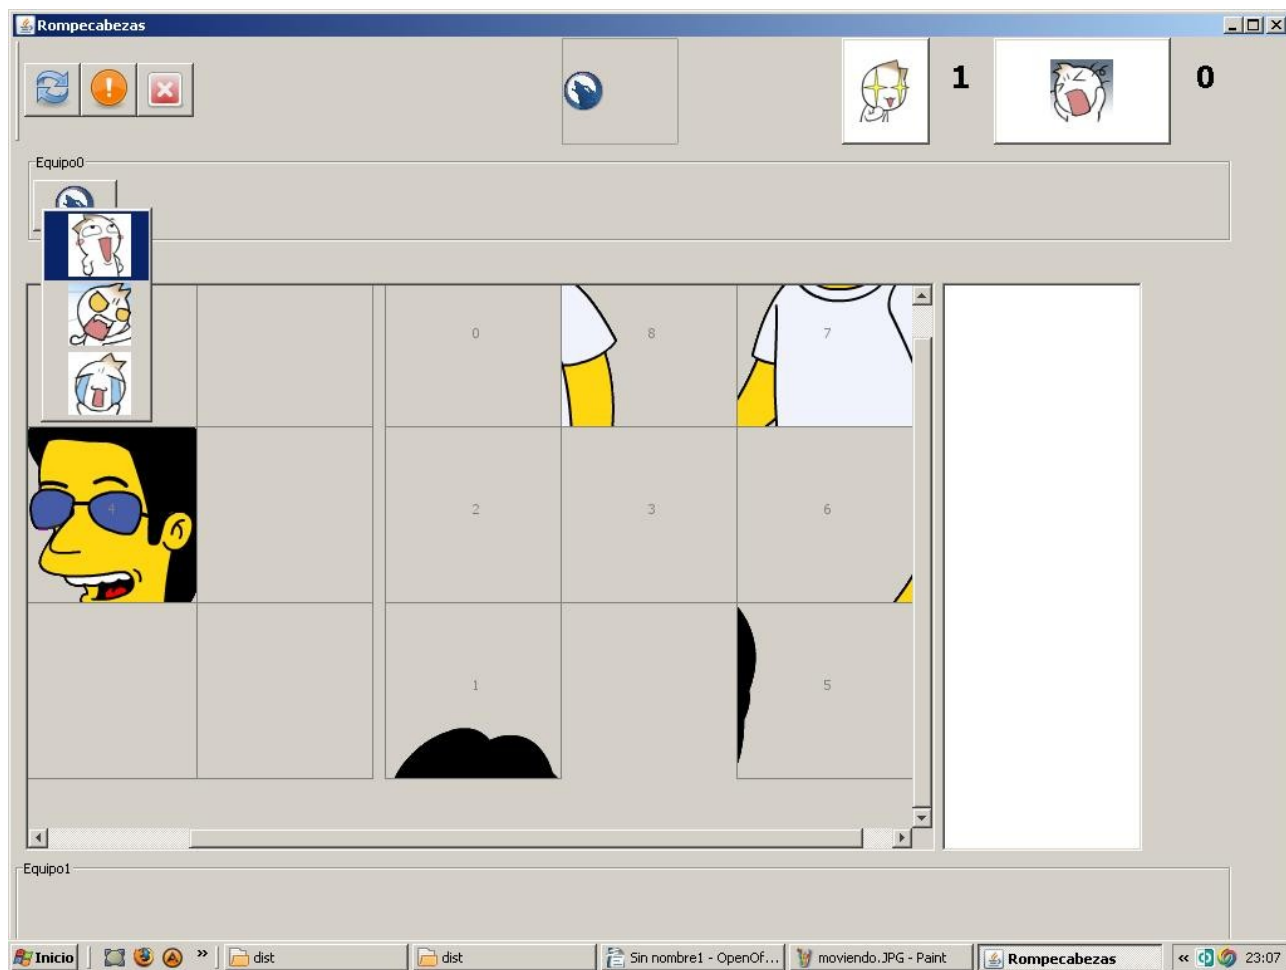 Rompecabezas
1
0
Equipo0
0
8
7
4
2
3
6
1
5
Equipo1
Inicio
»
dist
dist
Sin nombre1 - OpenOf...
moviendo.JPG - Paint
Rompecabezas
«
23:07